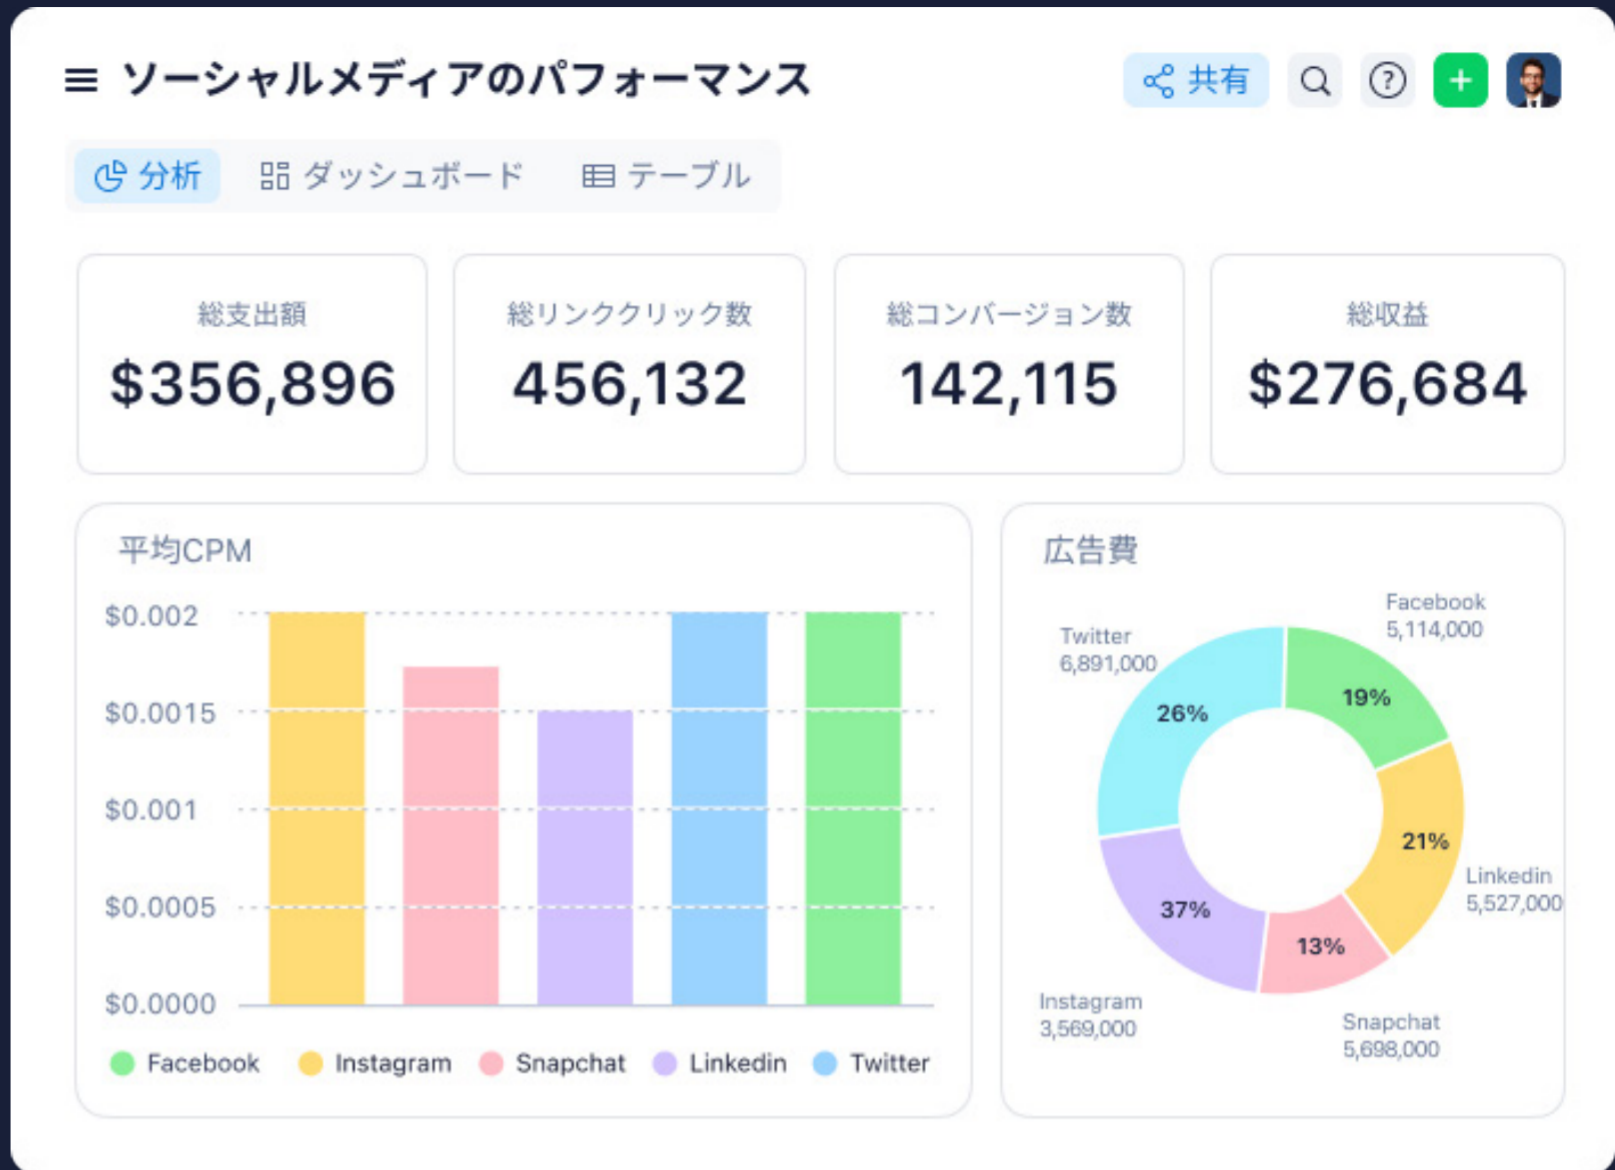 ソーシャルメディアのパフォーマンス
共有
分析
ダッシュボード
テーブル
総支出額
$356,896
総リンククリック数
456,132
総コンバージョン数
142,115
総収益
$276,684
平均CPM
$0.002
$0.0015
$0.001
$0.0005
$0.0000
Facebook
Instagram
Snapchat
Linkedin
Twitter
広告費
Facebook
5,114,000
Twitter
6,891,000
19%
26%
21%
Linkedin
5,527,000
37%
13%
Instagram
3,569,000
Snapchat
5,698,000